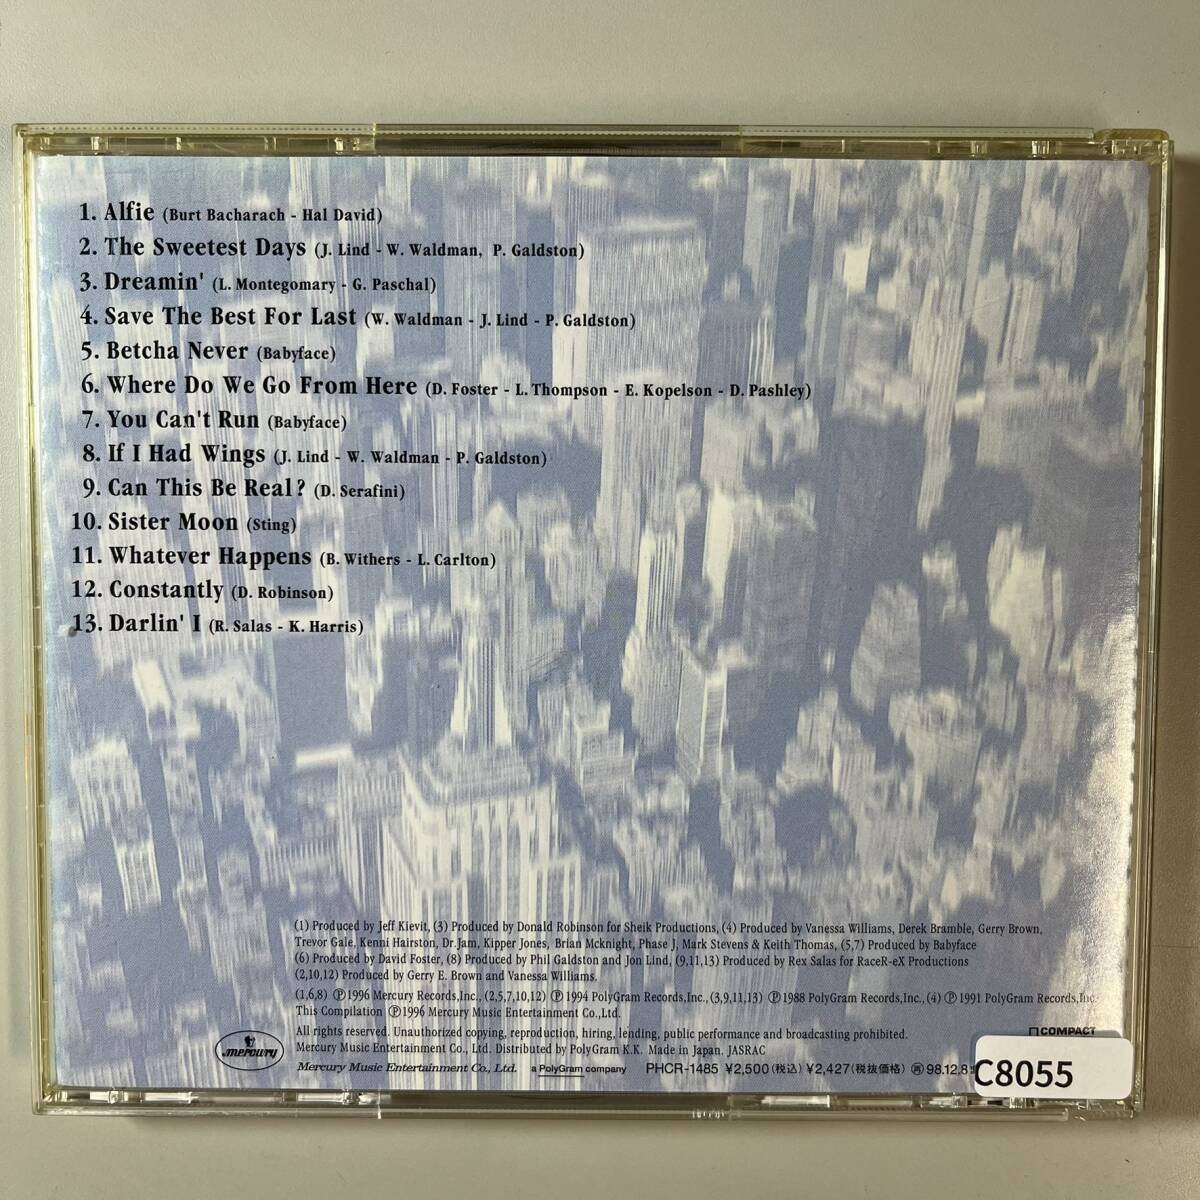 1. Alfie (Burt Bacharach - Hal David)
2. The Sweetest Days (J. Lind - W. Waldman, P. Galdston)
3. Dreamin' (L. Montegomary - G. Paschal)
4. Save The Best For Last (W. Waldman - J. Lind - P. Galdston)
5. Betcha Never (Babyface)
6. Where Do We Go From Here (D. Foster - L. Thompson - E. Kopelson - D. Pashley)
7. You Can't Run (Babyface)
8. If I Had Wings (J. Lind - W. Waldman - P. Galdston)
9. Can This Be Real? (D. Serafini)
10. Sister Moon (Sting)
11. Whatever Happens (B. Withers - L. Carlton)
12. Constantly (D. Robinson)
13. Darlin' I (R. Salas - K. Harris)
(1) Produced by Jeff Kievit, (3) Produced by Donald Robinson for Sheik Productions, (4) Produced by Vanessa Williams, Derek Bramble, Gerry Brown,
Trevor Gale, Kenni Hairston, Dr.Jam, Kipper Jones, Brian Mcknight, Phase J, Mark Stevens & Keith Thomas, (5,7) Produced by Babyface
(6) Produced by David Foster, (8) Produced by Phil Galdston and Jon Lind, (9,11,13) Produced by Rex Salas for RaceR-eX Productions
(2,10,12) Produced by Gerry E. Brown and Vanessa Williams.
(1,6,8) Ⓟ1996 Mercury Records,Inc., (2,5,7,10,12) Ⓟ 1994 PolyGram Records,Inc., (3,9,11,13) Ⓟ 1988 PolyGram Records,Inc., (4) Ⓟ 1991 PolyGram Records,Inc.
This Compilation Ⓟ1996 Mercury Music Entertainment Co.,Ltd.
All rights reserved. Unauthorized copying, reproduction, hiring, lending, public performance and broadcasting prohibited.
Mercury Music Entertainment Co., Ltd. Distributed by PolyGram K.K. Made in Japan. JASRAC
mercury
Mercury Music Entertainment Co., Ltd. a PolyGram company PHCR-1485 ¥2,500(税込) ¥2,427(税抜価格) Ⓡ98.12.8
COMPACT
C8055